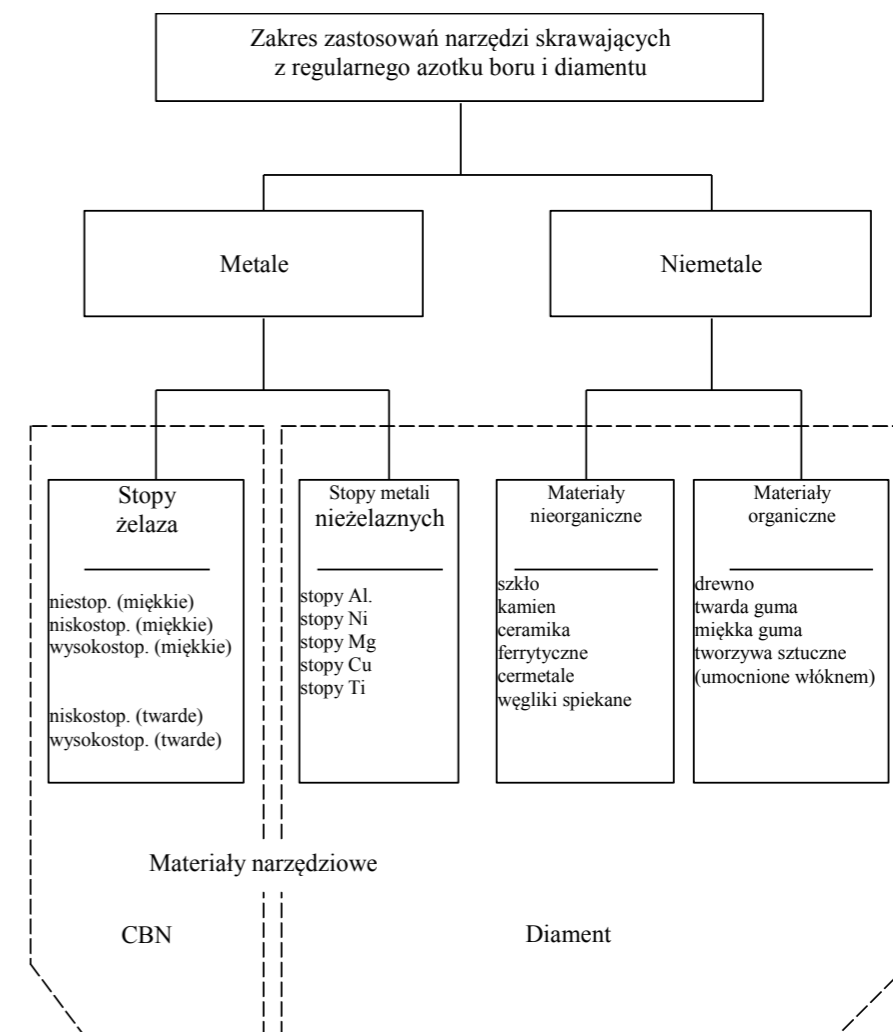 Zakres zastosowań narzędzi skrawających
z regularnego azotku boru i diamentu
Metale
Niemetale
Stopy
żelaza
niestop. (miękkie)
niskostop. (miękkie)
wysokostop. (miękkie)
niskostop. (twarde)
wysokostop. (twarde)
Stopy metali
nieżelaznych
stopy Al.
stopy Ni
stopy Mg
stopy Cu
stopy Ti
Materiały
nieorganiczne
szkło
kamien
ceramika
ferrytyczne
cermetale
węgliki spiekane
Materiały
organiczne
drewno
twarda guma
miękka guma
tworzywa sztuczne
(umocnione włóknem)
Materiały narzędziowe
CBN
Diament